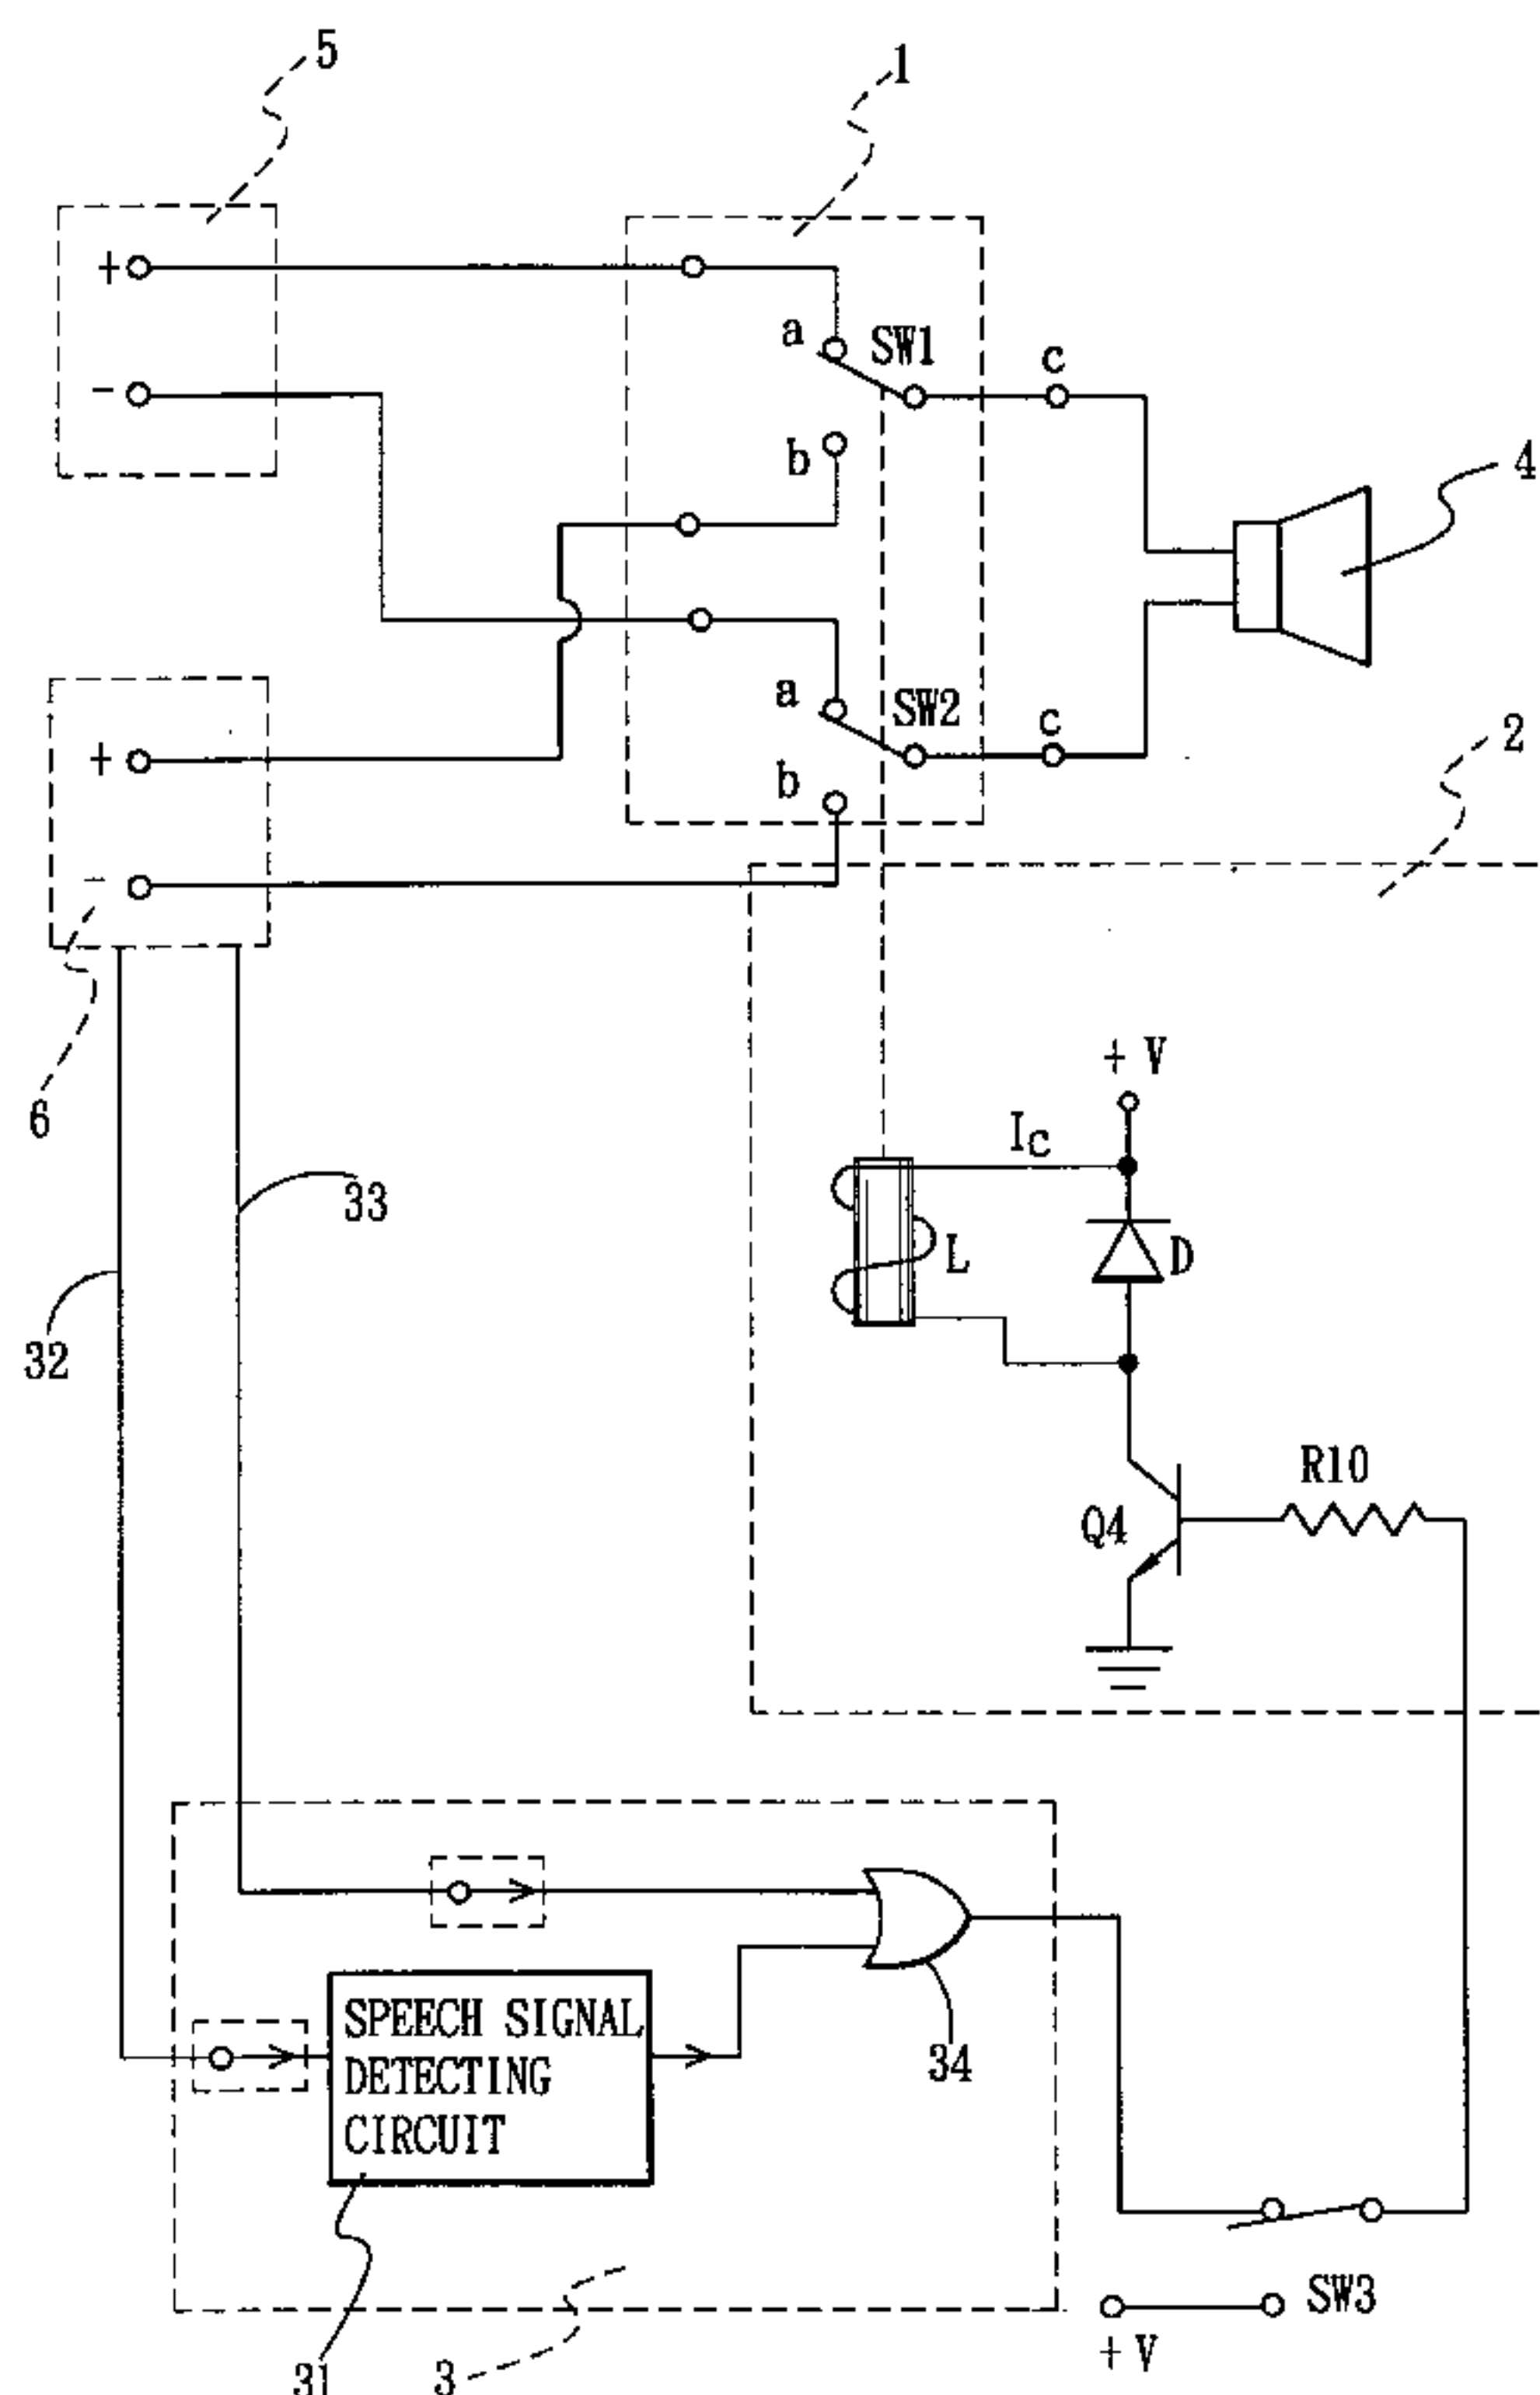 5
1
+
a
SW1
c
-
b
4
a
SW2
c
2
+
b
-
+ V
6
IC
33
L
D
32
R10
Q4
SPEECH SIGNAL
DETECTING
CIRCUIT
34
SW3
+ V
31
3